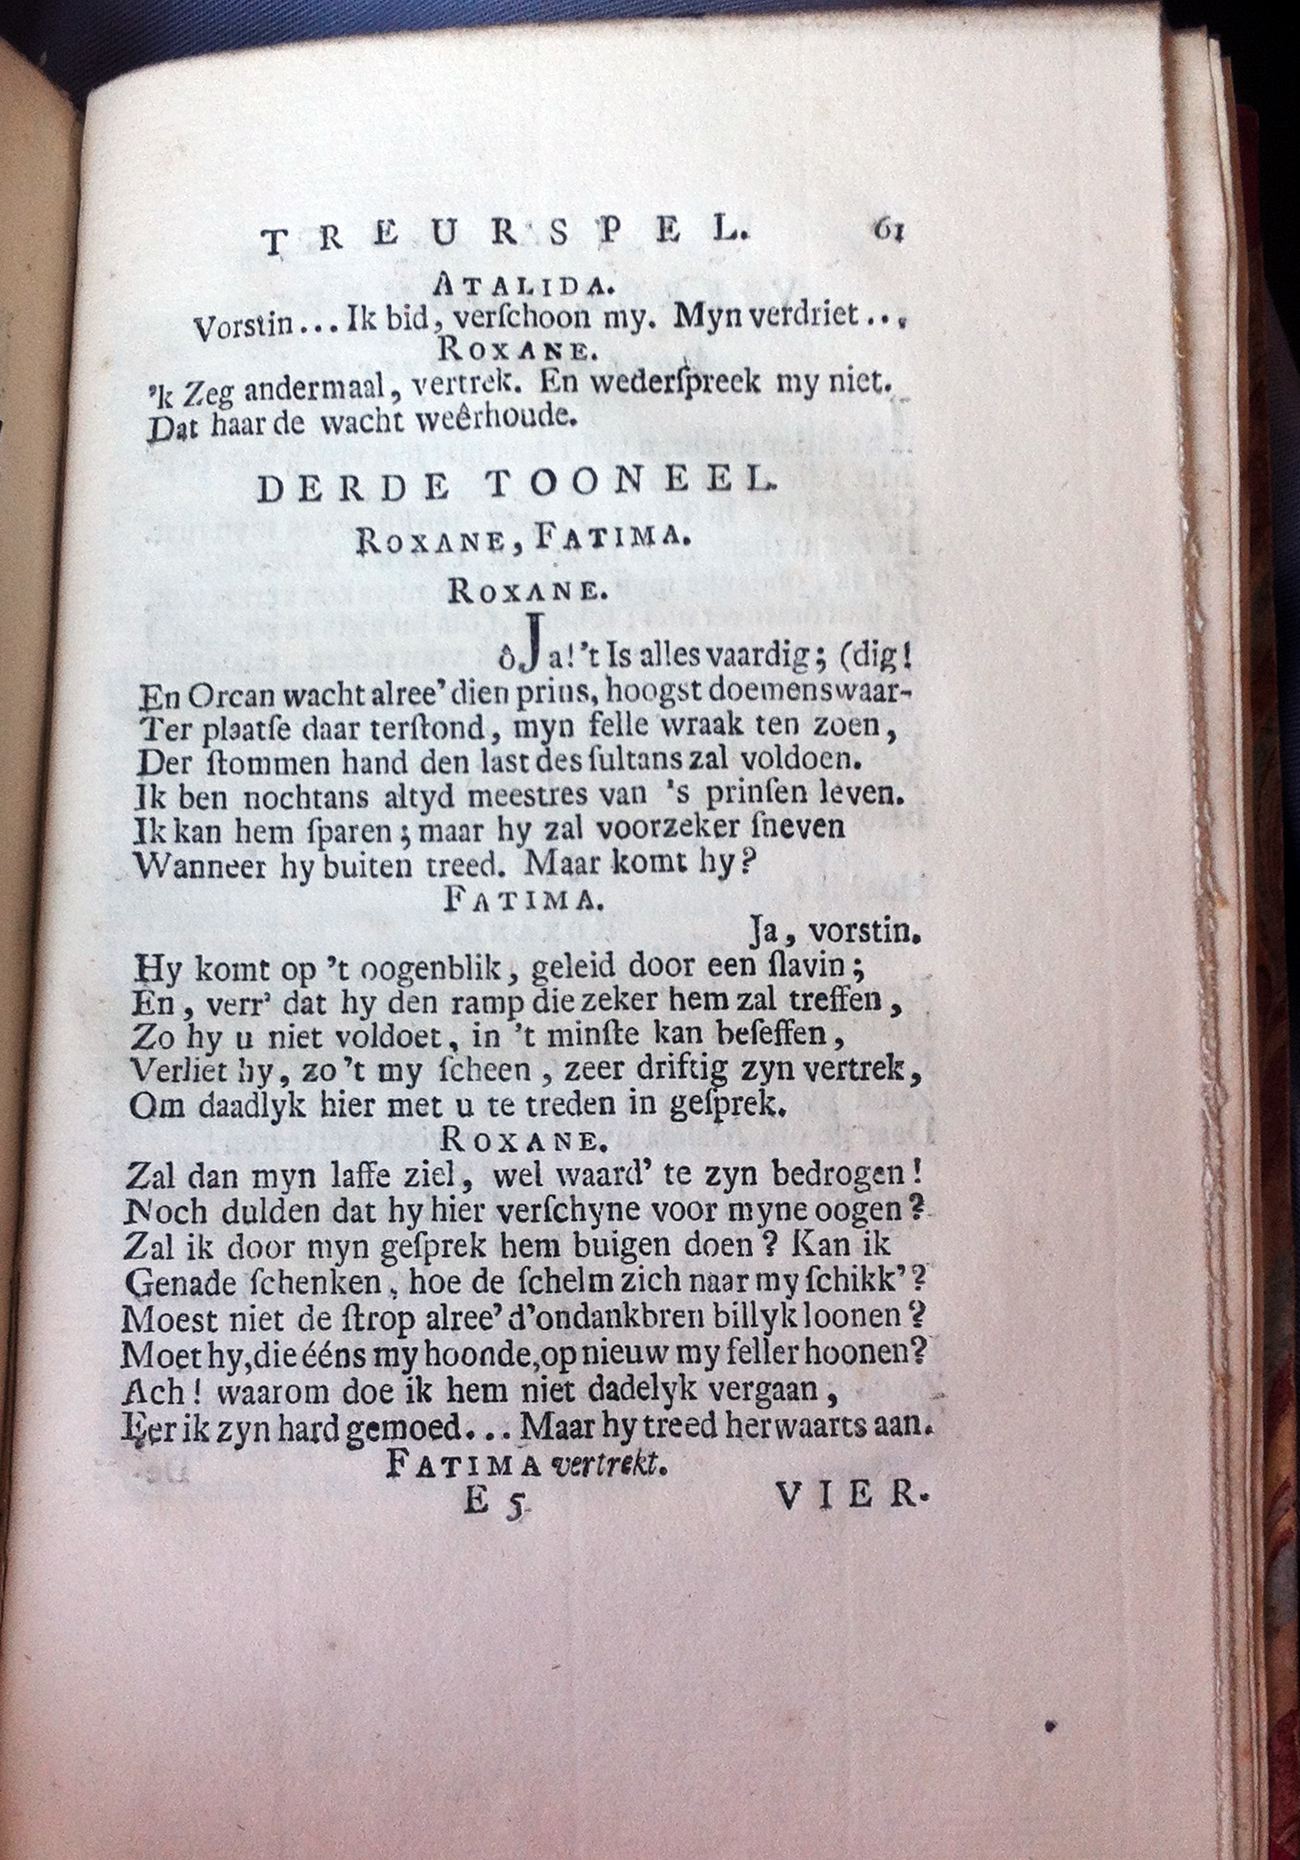 TREURSPEL. 61
ATALIDA.
Vorstin... Ik bid, verſchoon my. Myn verdriet...
ROXANE.
'k Zeg andermaal, vertrek. En wederſpreek my niet.
Dat haar de wacht weêrhoude.
DERDE TOONEEL.
ROXANE, FATIMA.
ROXANE.
ôJa! 't Is alles vaardig; (dig!
En Orcan wacht alree' dien prins, hoogst doemenswaar-
Ter plaatſe daar terſtond, myn felle wraak ten zoen,
Der ſtommen hand den last des ſultans zal voldoen.
Ik ben nochtans altyd meestres van 's prinſen leven.
Ik kan hem ſparen; maar hy zal voorzeker ſneven
Wanneer hy buiten treed. Maar komt hy?
FATIMA.
Ja, vorstin.
Hy komt op 't oogenblik, geleid door een ſlavin;
En, verr' dat hy den ramp die zeker hem zal treffen,
Zo hy u niet voldoet, in 't minſte kan beſeffen,
Verliet hy, zo 't my ſcheen, zeer driftig zyn vertrek,
Om daadlyk hier met u te treden in geſprek.
ROXANE.
Zal dan myn laffe ziel, wel waard' te zyn bedrogen!
Noch dulden dat hy hier verſchyne voor myne oogen?
Zal ik door myn geſprek hem buigen doen? Kan ik
Genade ſchenken, hoe de ſchelm zich naar my ſchikk'?
Moest niet de ſtrop alree' d'ondankbren billyk loonen?
Moet hy, die ééns my hoonde, op nieuw my feller hoonen?
Ach! waarom doe ik hem niet dadelyk vergaan,
Eer ik zyn hard gemoed... Maar hy treed herwaarts aan.
FATIMA vertrekt.
E 5 VIER.